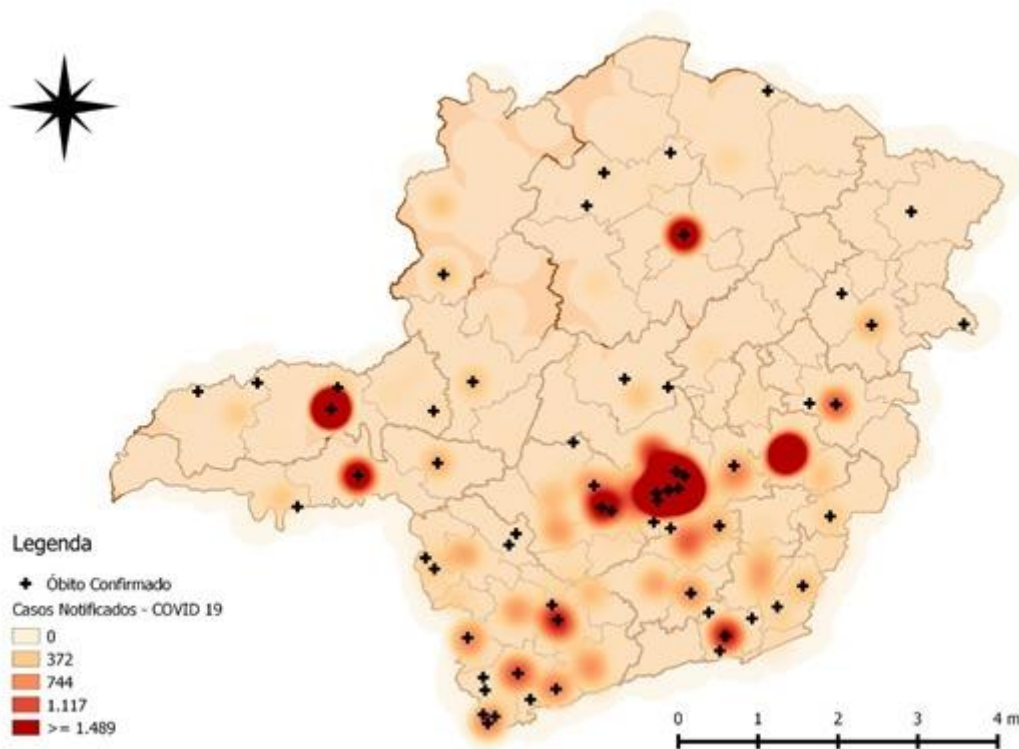 Legenda
Óbito Confirmado
Casos Notificados - COVID 19
0
372
744
1.117
>= 1.489
0 1 2 3 4 m